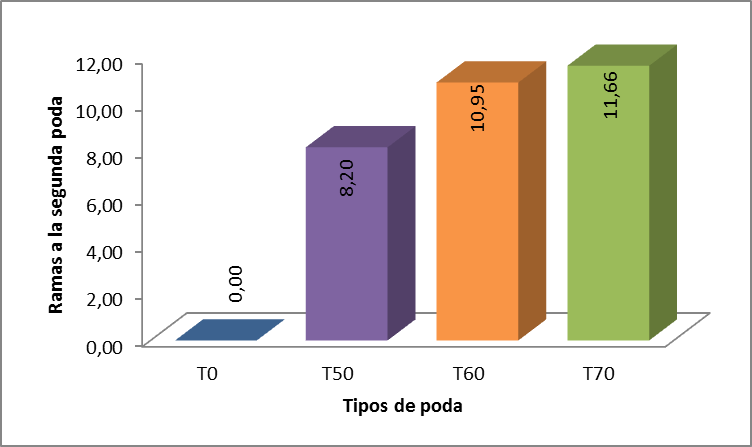 12,00
10,00
8,00
6,00
4,00
2,00
0,00
Ramas a la segunda poda
0,00
8,20
10,95
11,66
T0
T50
T60
T70
Tipos de poda